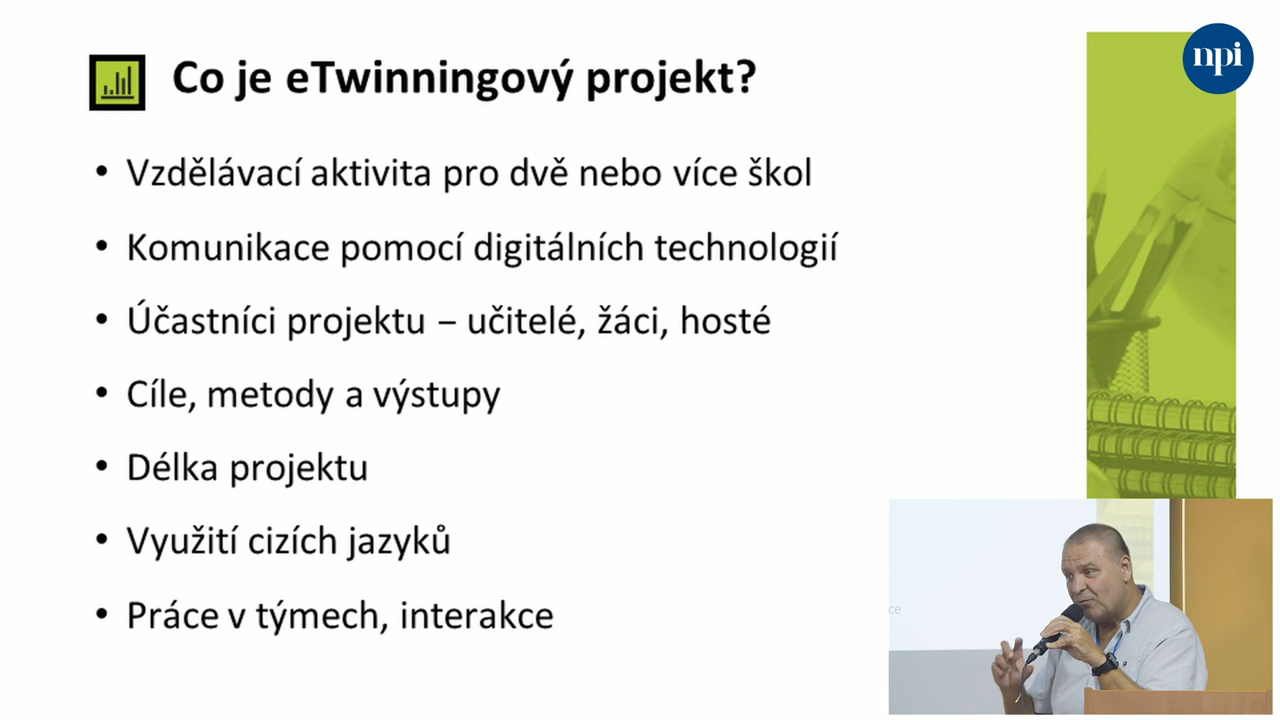 npi
Co je eTwinningový projekt?
• Vzdělávací aktivita pro dvě nebo více škol
• Komunikace pomocí digitálních technologií
• Účastníci projektu – učitelé, žáci, hosté
• Cíle, metody a výstupy
• Délka projektu
• Využití cizích jazyků
• Práce v týmech, interakce
ce